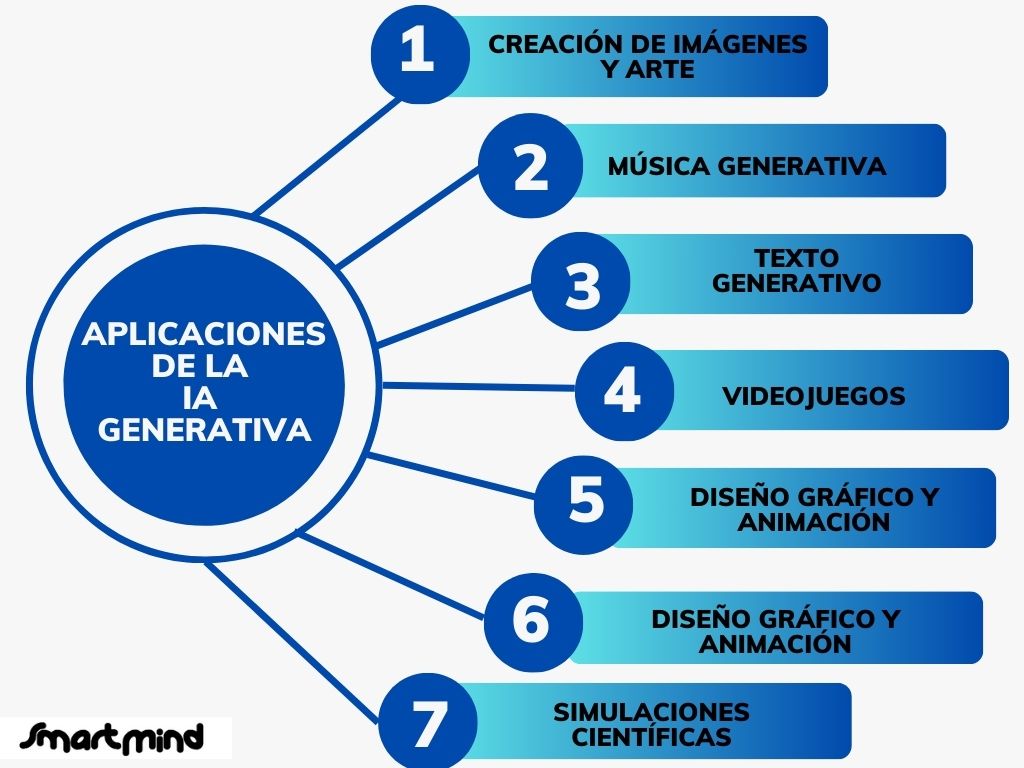 1
CREACIÓN DE IMÁGENES
Y ARTE
2
MÚSICA GENERATIVA
3
TEXTO
GENERATIVO
APLICACIONES
DE LA
IA
GENERATIVA
4
VIDEOJUEGOS
5
DISEÑO GRÁFICO Y
ANIMACIÓN
6
DISEÑO GRÁFICO Y
ANIMACIÓN
7
SIMULACIONES
CIENTÍFICAS
smartmind